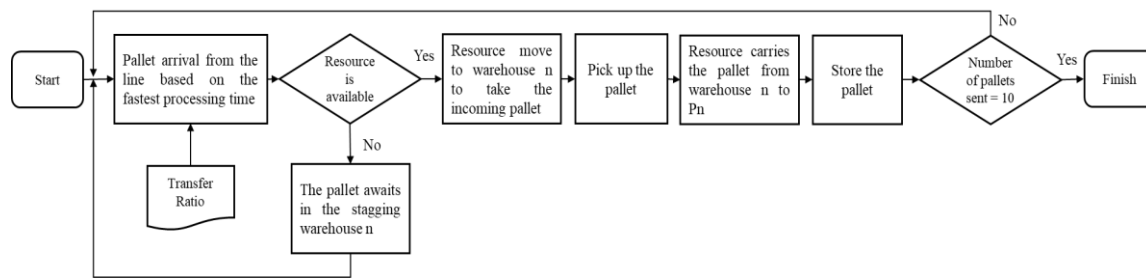 Start
Pallet arrival from the
line based on the
fastest processing time
Transfer
Ratio
Resource
is
available
Yes
No
The pallet awaits
in the stagging
warehouse n
Resource move
to warehouse n
to take the
incoming pallet
Pick up the
pallet
Resource carries
the pallet from
warehouse n to
Pn
Store the
pallet
Number
of pallets
sent = 10
No
Yes
Finish